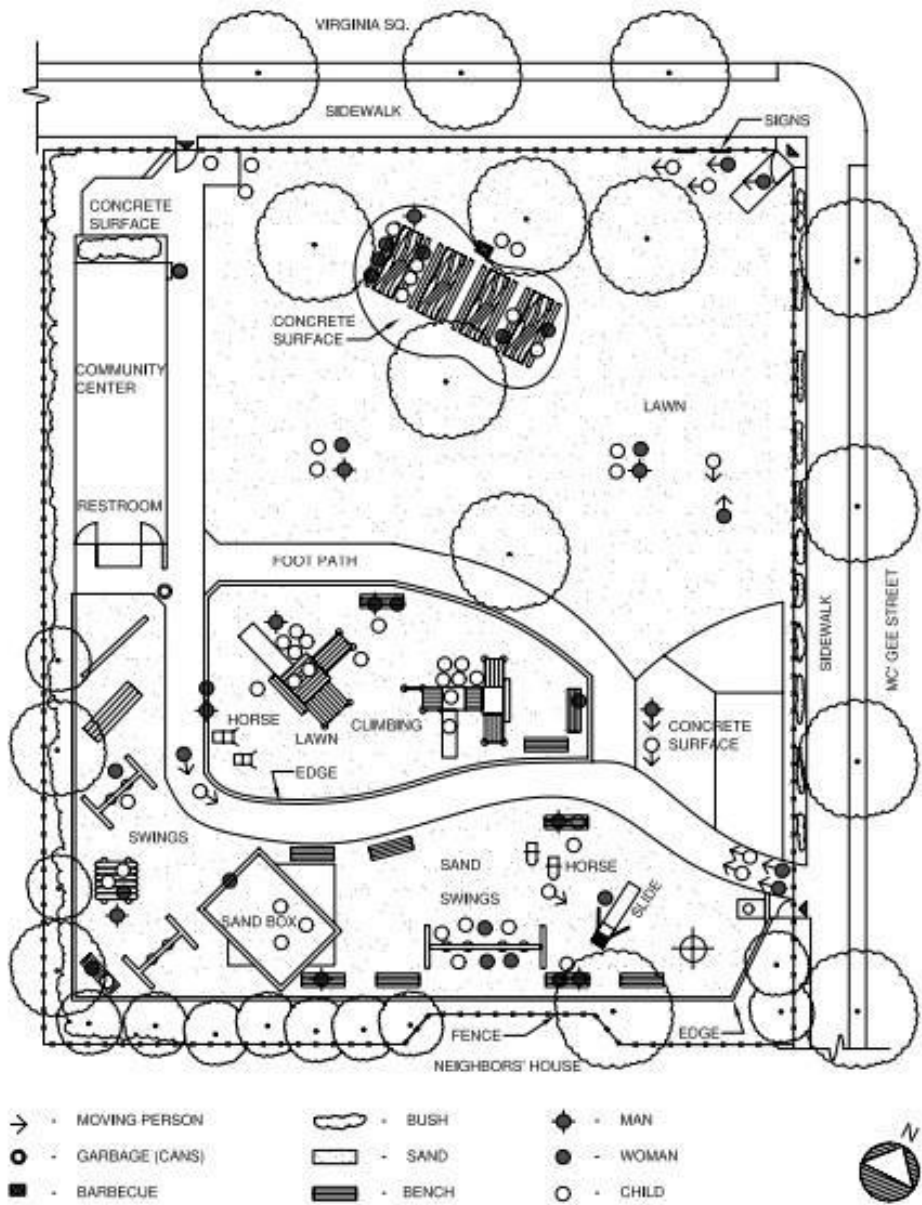 VIRGINIA SQ.
SIDEWALK
SIGNS
CONCRETE
SURFACE
CONCRETE
SURFACE
COMMUNITY
CENTER
LAWN
RESTROOM
FOOT PATH
SIDEWALK
MC' GEE STREET
HORSE
CLIMBING
LAWN
CONCRETE
SURFACE
EDGE
SWINGS
SAND
HORSE
SWINGS
SLIDE
SAND BOX
FENCE
EDGE
NEIGHBORS' HOUSE
- MOVING PERSON
- BUSH
- MAN
- GARBAGE (CANS)
- SAND
- WOMAN
- BARBECUE
- BENCH
- CHILD
N